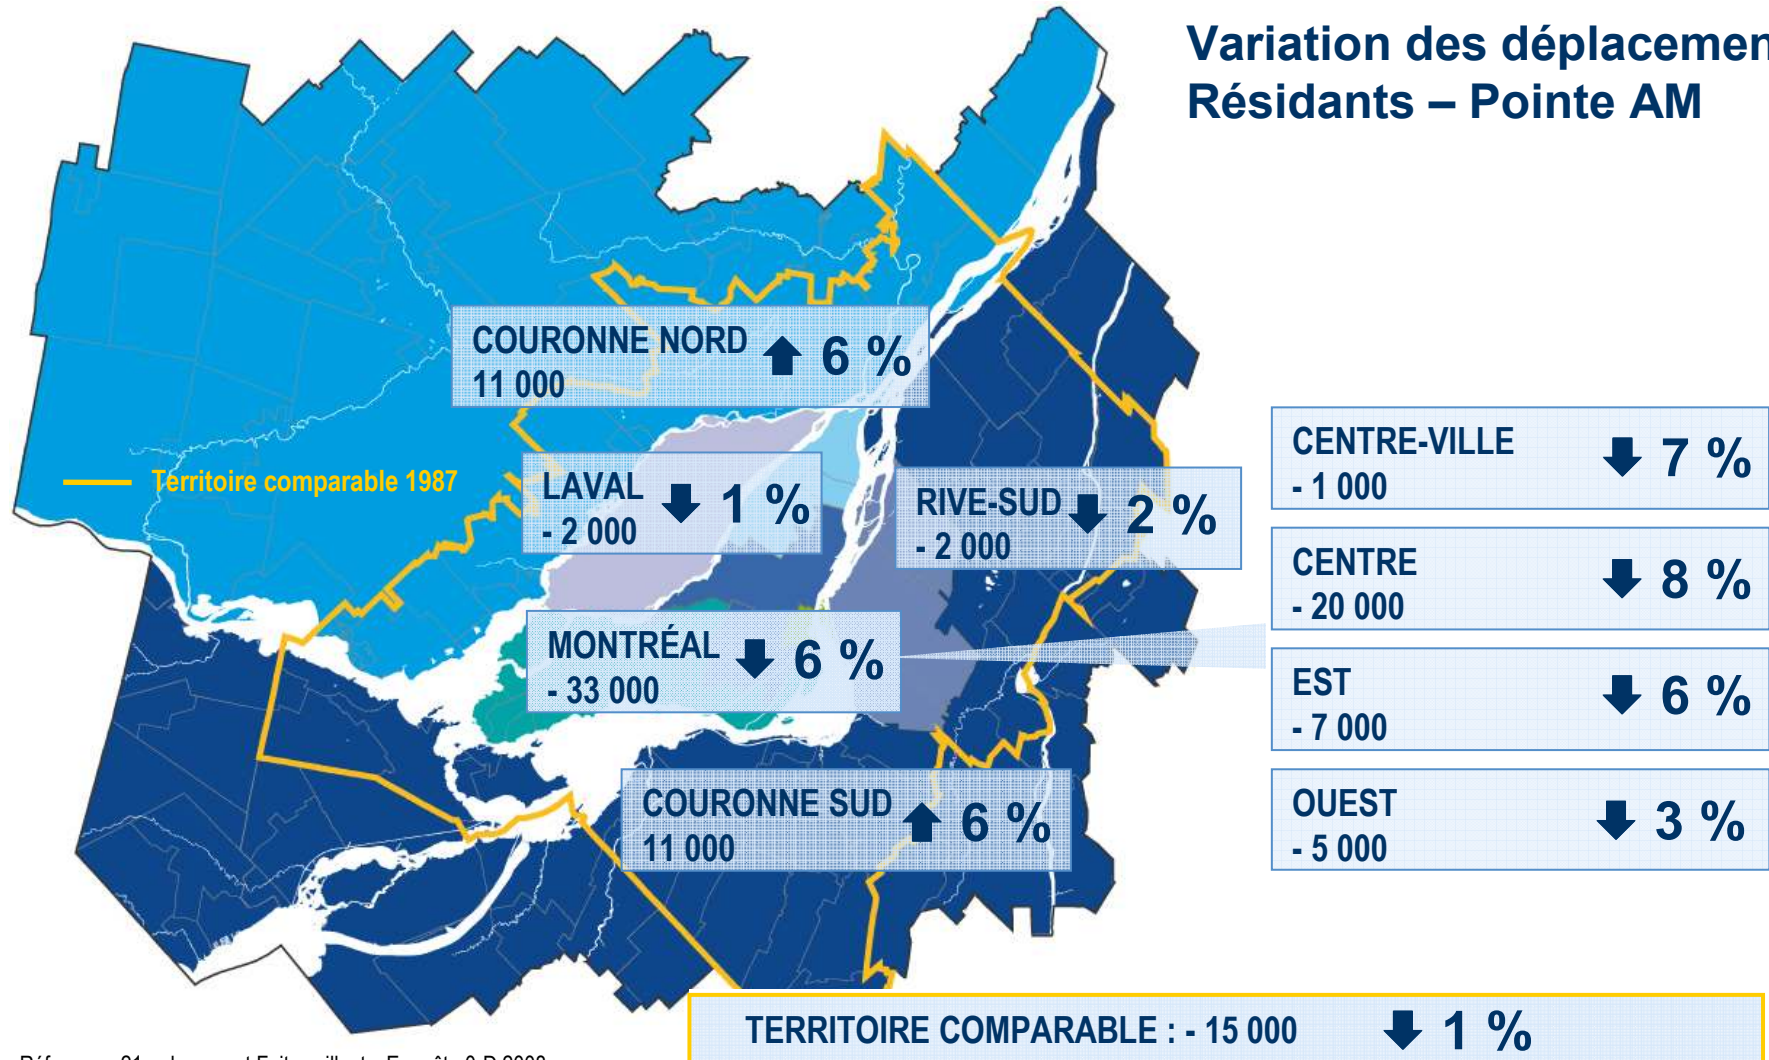 Variation des
Résidants – Pointe AM
COURONNE NORD 6 %
11 000
Territoire comparable 1987
LAVAL 1 %
- 2 000
RIVE-SUD 2 %
- 2 000
MONTRÉAL 6 %
- 33 000
COURONNE SUD 6 %
11 000
CENTRE-VILLE 7 %
- 1 000
CENTRE 8 %
- 20 000
EST 6 %
- 7 000
OUEST 3 %
- 5 000
TERRITOIRE COMPARABLE : - 15 000 1 %